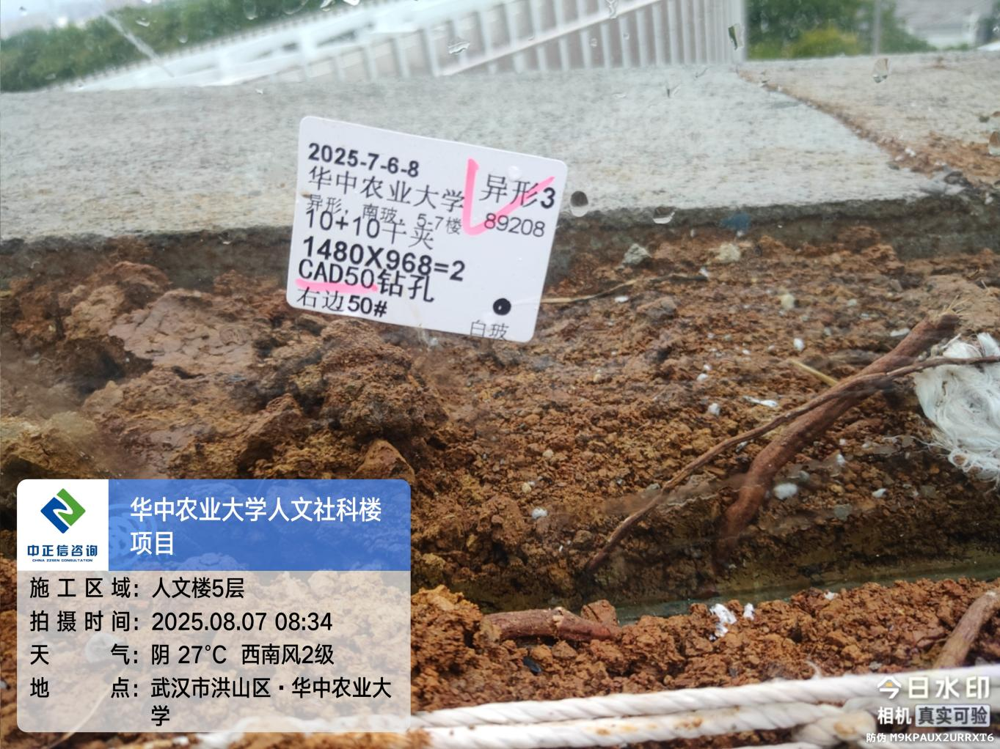 2025-7-6-8
华中农业大学
异形3
异形，南玻，5-7楼
89208
10+10干夹
1480X968=2
CAD50钻孔
右边50#
白玻
中正信咨询
CHINA ZZSEN CONSULTATION
华中农业大学人文社科楼
项目
施工区域：人文楼5层
拍摄时间：2025.08.07 08:34
天气：阴 27℃ 西南风2级
地点：武汉市洪山区·华中农业大
学
今日水印
相机 真实可验
防伪 M9KPAUX2URRXT6